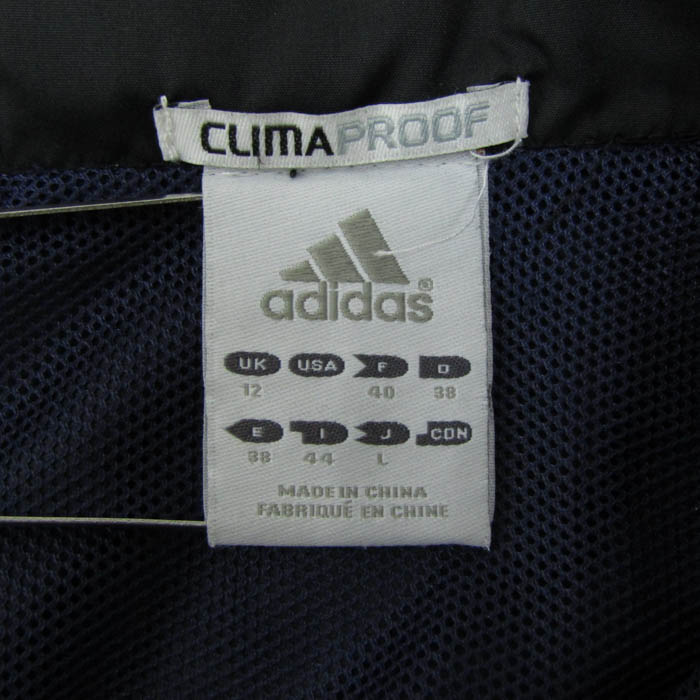 CLIMAPROOF
adidas®
UK USA F D
12 40 38
E I J CDN
38 44 L
MADE IN CHINA
FABRIQUÉ EN CHINE